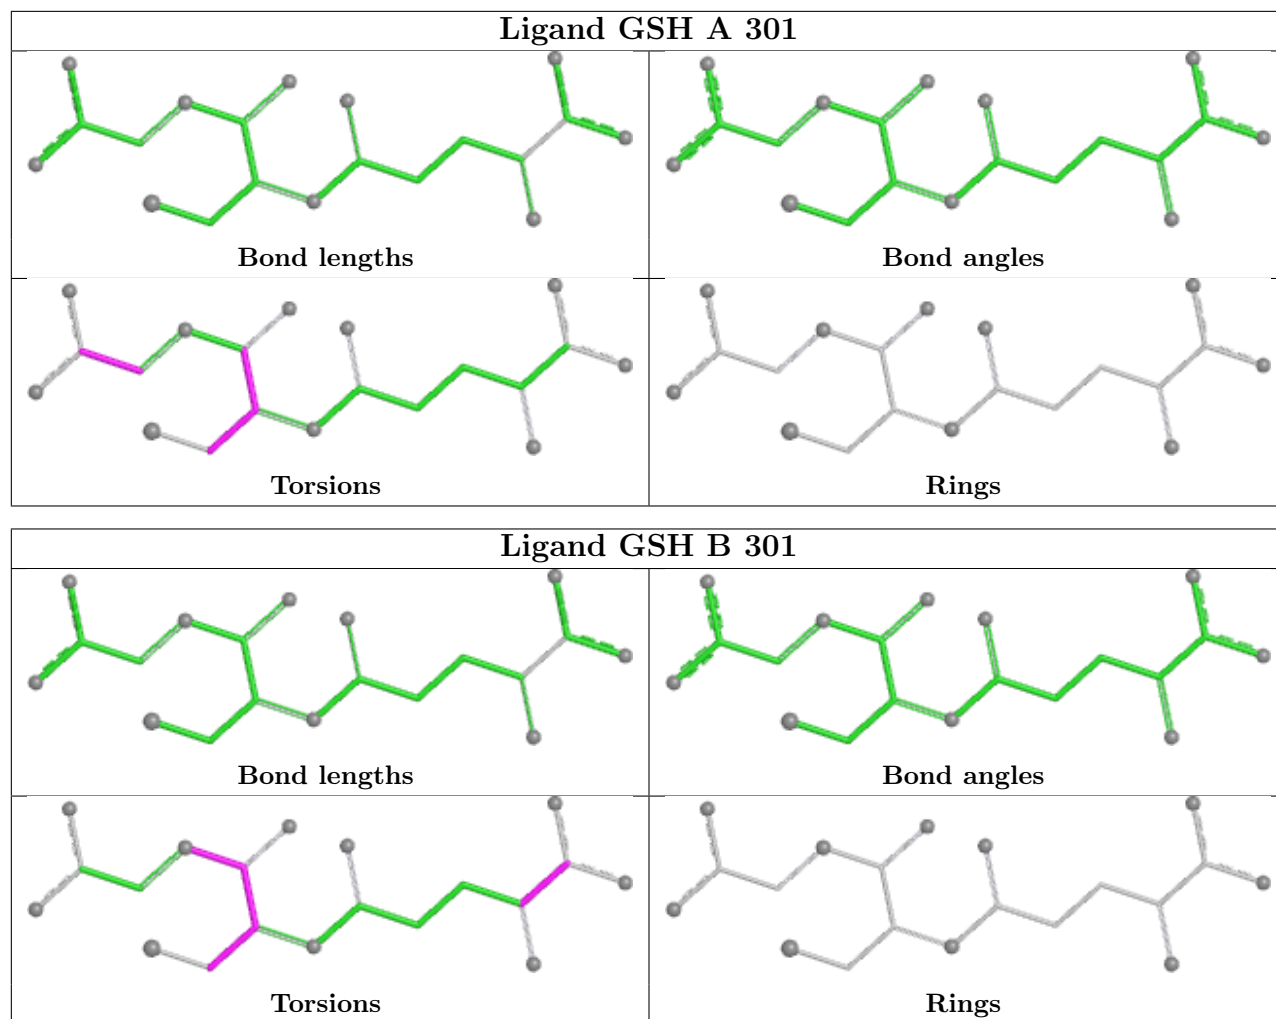 Ligand GSH A 301
Bond lengths
Bond angles
Torsions
Rings
Ligand GSH B 301
Bond lengths
Bond angles
Torsions
Rings